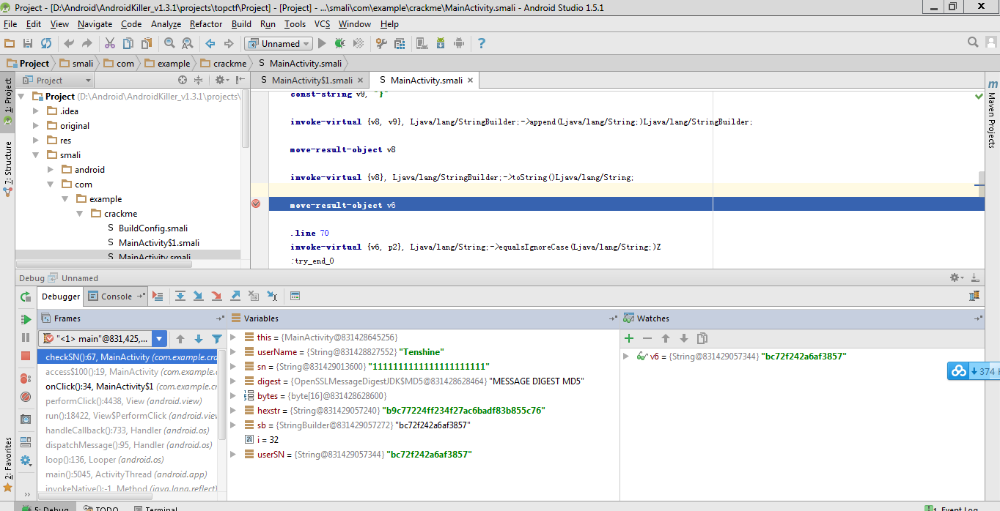 Project - [D:\Android\AndroidKiller_v1.3.1\projects\topctf\Project] - [Project] - ...\smali\com\example\crackme\MainActivity.smali - Android Studio 1.5.1
File Edit View Navigate Code Analyze Refactor Build Run Tools VCS Window Help
Unnamed
Project smali com example crackme MainActivity.smali
1: Project
7: Structure
2: Favorites
Project
MainActivity$1.smali
MainActivity.smali
Project (D:\Android\AndroidKiller_v1.3.1\projects\
.idea
original
res
smali
android
com
example
crackme
BuildConfig.smali
MainActivity$1.smali
MainActivity.smali
const-string v9, "}"
invoke-virtual {v8, v9}, Ljava/lang/StringBuilder;->append(Ljava/lang/String;)Ljava/lang/StringBuilder;
move-result-object v8
invoke-virtual {v8}, Ljava/lang/StringBuilder;->toString()Ljava/lang/String;
move-result-object v6
.line 70
invoke-virtual {v6, p2}, Ljava/lang/String;->equalsIgnoreCase(Ljava/lang/String;)Z
:try_end_0
Maven Projects
Debug Unnamed
Debugger Console
Frames
"<1> main"@831,425,...
checkSN():67, MainActivity (com.example.cra
access$100():19, MainActivity (com.example.c
onClick():34, MainActivity$1 (com.example.cr
performClick():4438, View (android.view)
run():18422, View$PerformClick (android.view
handleCallback():733, Handler (android.os)
dispatchMessage():95, Handler (android.os)
loop():136, Looper (android.os)
main():5045, ActivityThread (android.app)
invokeNative():-1, Method (java.lang.reflect)
Variables
this = {MainActivity@831428645256}
userName = {String@831428827552} "Tenshine"
sn = {String@831429013600} "1111111111111111111111"
digest = {OpenSSLMessageDigestJDK$MD5@831428628464} "MESSAGE DIGEST MD5"
bytes = {byte[16]@831428628600}
hexstr = {String@831429057240} "b9c77224ff234f27ac6badf83b855c76"
sb = {StringBuilder@831429057272} "bc72f242a6af3857"
i = 32
userSN = {String@831429057344} "bc72f242a6af3857"
Watches
v6 = {String@831429057344} "bc72f242a6af3857"
374
5: Debug TODO Terminal
1 Event Log